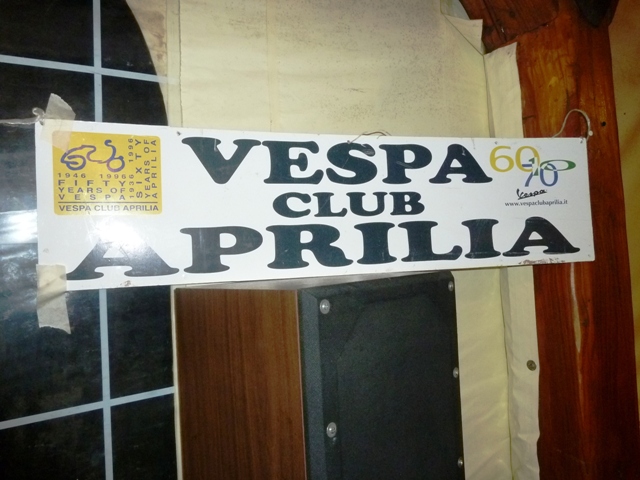 1946 1996
FIFTY
YEARS OF
VESPA
1936 1996
SIXTY
YEARS OF
APRILIA
VESPA CLUB APRILIA
VESPA
CLUB
APRILIA
60 70
Vespa
www.vespaclubaprilia.it